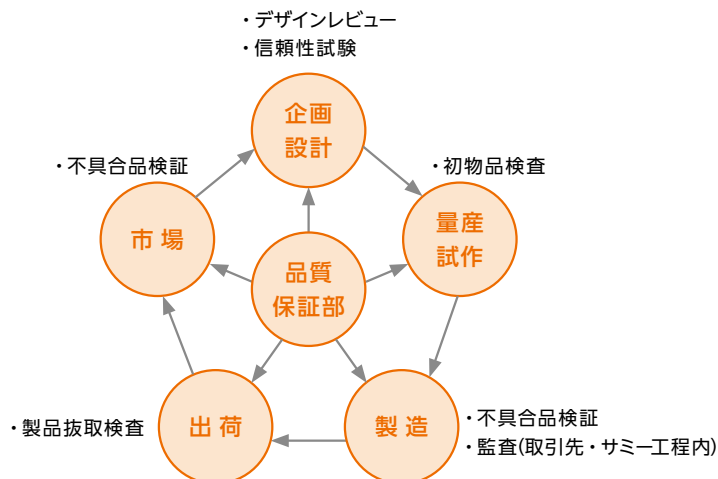 ・デザインレビュー
・信頼性試験
企画
設計
・不具合品検証
・初物品検査
市場
量産
試作
品質
保証部
・製品抜取検査
出荷
製造
・不具合品検証
・監査(取引先・サミー工程内)